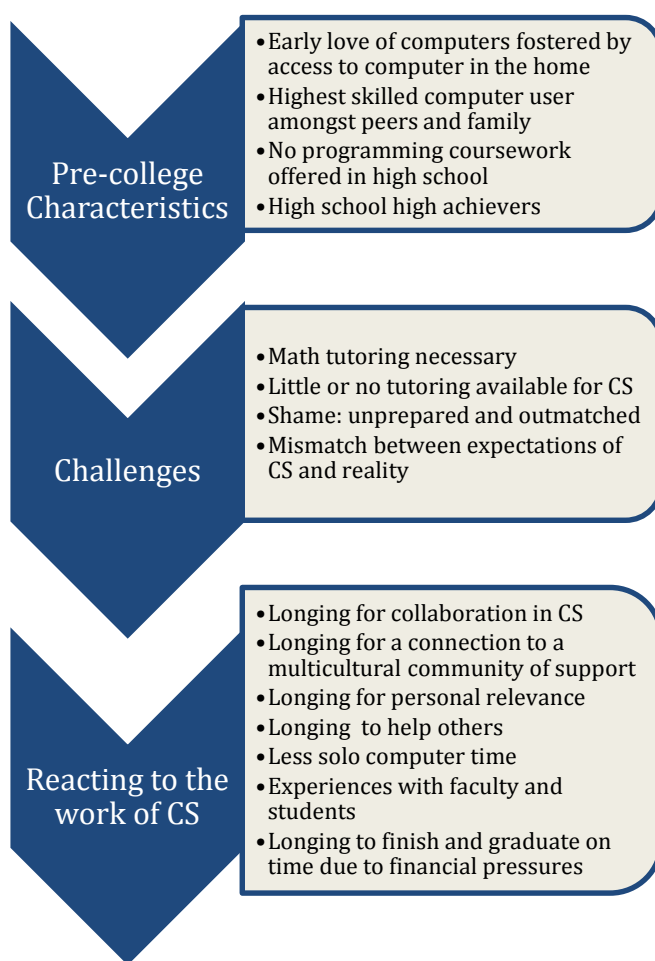 Pre-college
Characteristics
•Early love of computers fostered by
access to computer in the home
•Highest skilled computer user
amongst peers and family
•No programming coursework
offered in high school
•High school high achievers
Challenges
•Math tutoring necessary
•Little or no tutoring available for CS
•Shame: unprepared and outmatched
•Mismatch between expectations of
CS and reality
Reacting to the
work of CS
•Longing for collaboration in CS
•Longing for a connection to a
multicultural community of support
•Longing for personal relevance
•Longing  to help others
•Less solo computer time
•Experiences with faculty and
students
•Longing to finish and graduate on
time due to financial pressures